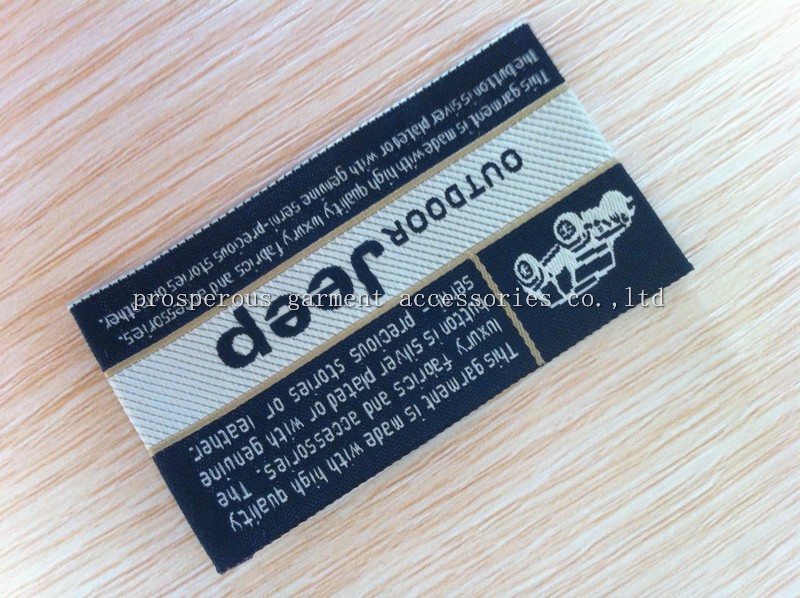 This garment is made with high quality
luxury fabrics and accessories. The
button is silver plated or with genuine
semi- precious stories or leather.
OUTDOOR Jeep
This garment is made with high quality luxury fabrics and accessories.
The button is silver plated or with genuine semi-precious stories or leather.
prosperous garment accessories co.,ltd